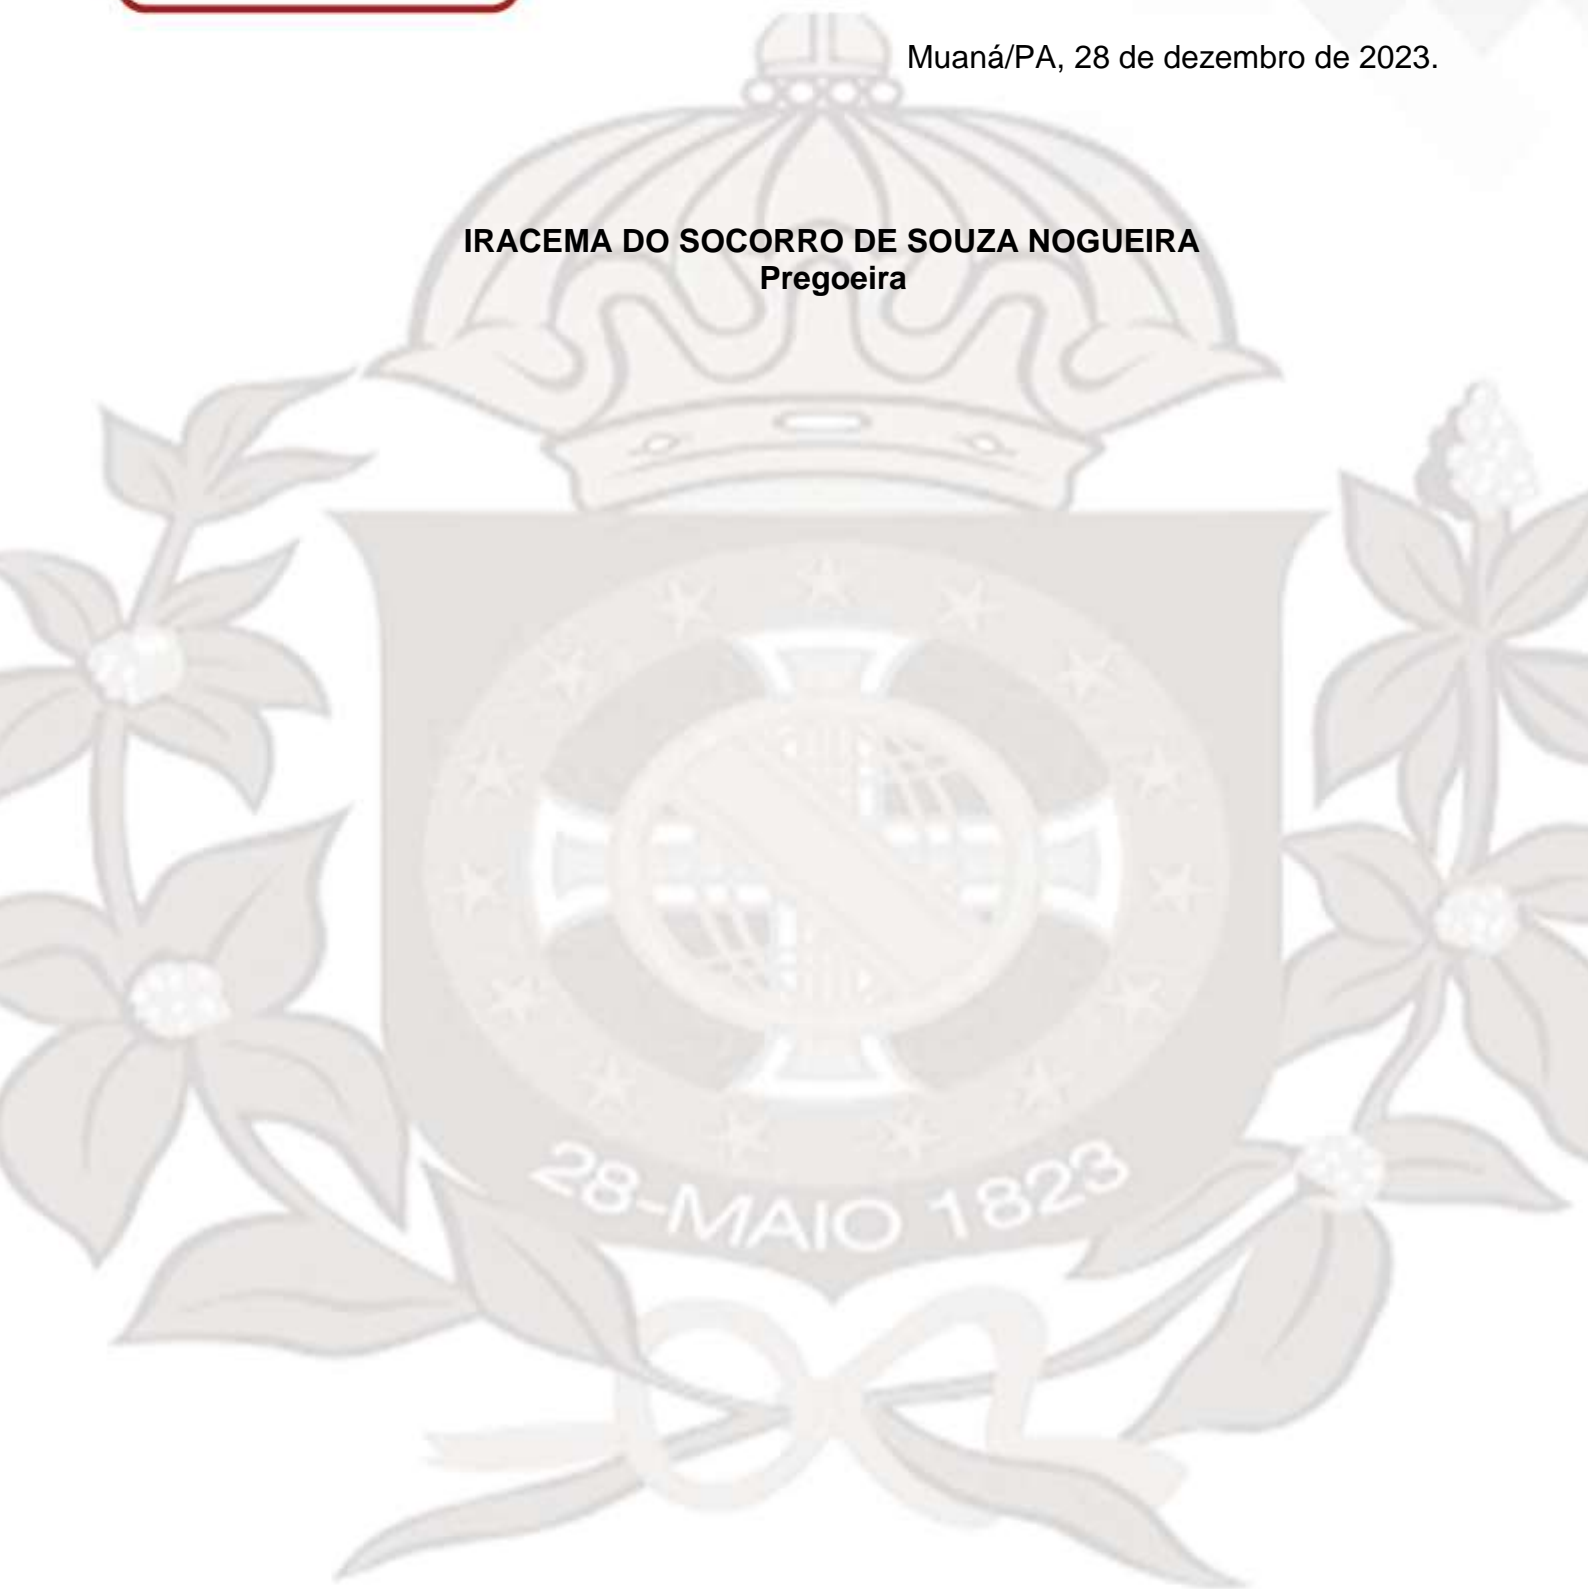 Muaná/PA, 28 de dezembro de 2023.
IRACEMA DO SOCORRO DE SOUZA NOGUEIRA
Pregoeira
28-MAIO 1823